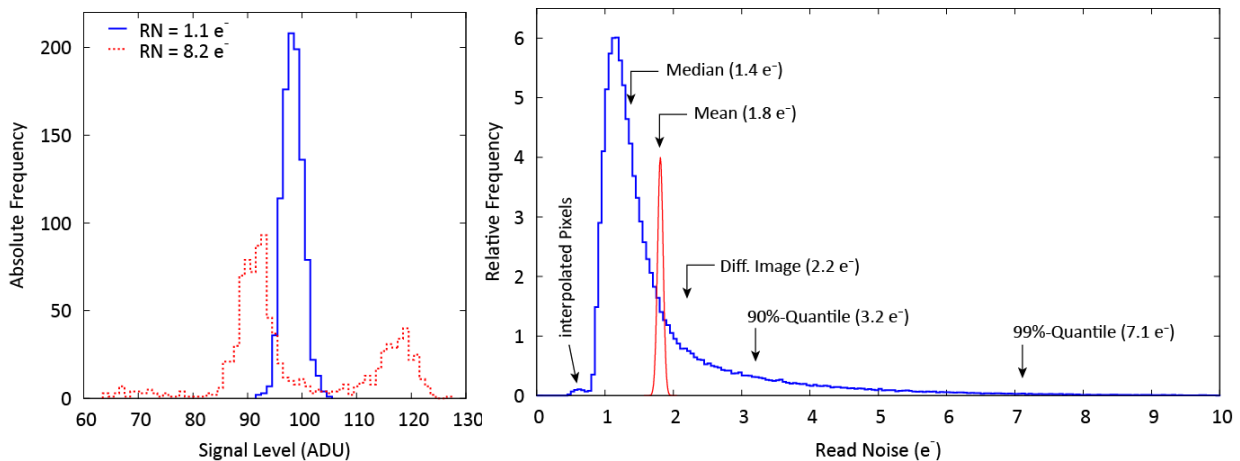 RN = 1.1 e⁻
RN = 8.2 e⁻
Absolute Frequency
200
150
100
50
0
60 70 80 90 100 110 120 130
Signal Level (ADU)
Relative Frequency
6
5
4
3
2
1
0
Median (1.4 e⁻)
Mean (1.8 e⁻)
interpolated Pixels
Diff. Image (2.2 e⁻)
90%-Quantile (3.2 e⁻)
99%-Quantile (7.1 e⁻)
0 1 2 3 4 5 6 7 8 9 10
Read Noise (e⁻)